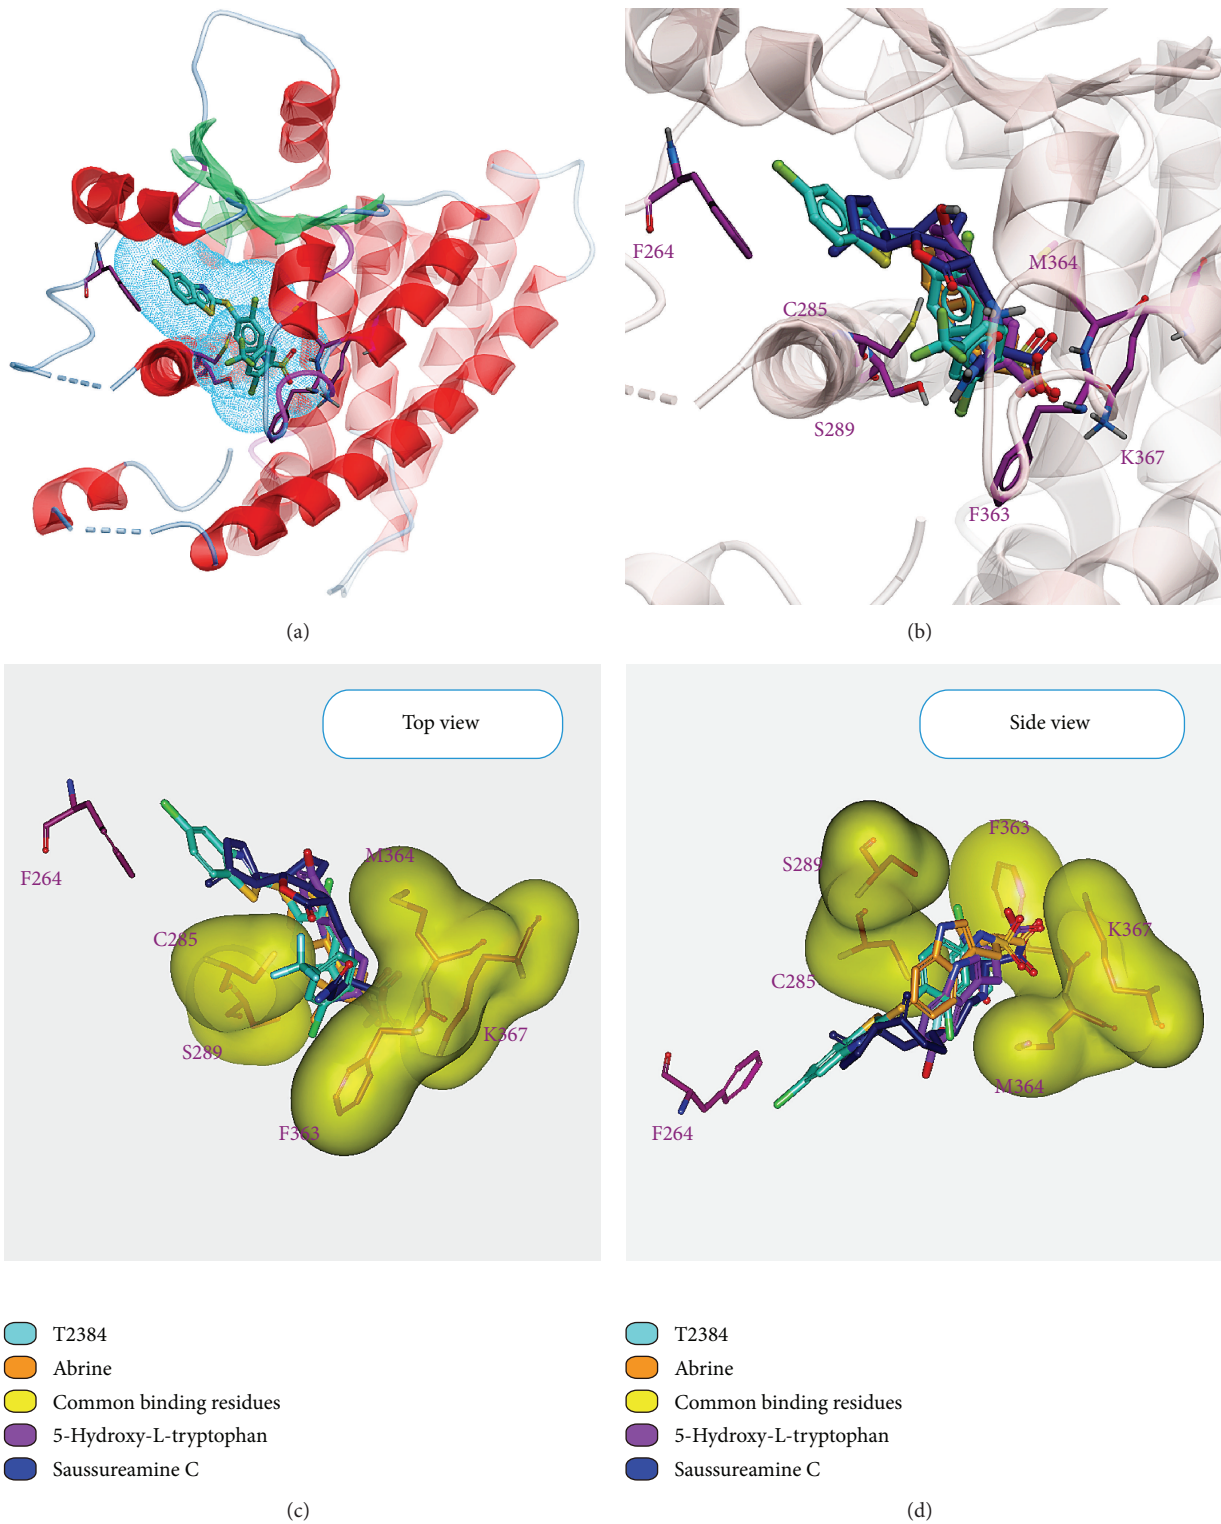 F264
C285
S289
M364
K367
F363
(a)
(b)
Top view
F264
C285
S289
M364
K367
F363
Side view
S289
F363
C285
K367
M364
F264
T2384
Abrine
Common binding residues
5-Hydroxy-L-tryptophan
Saussureamine C
(c)
T2384
Abrine
Common binding residues
5-Hydroxy-L-tryptophan
Saussureamine C
(d)